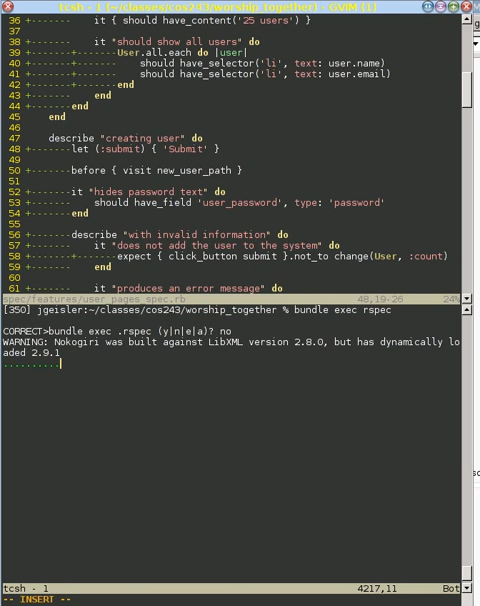 tcsh - 1 (~/classes/cos243/worship_together) - GVIM (1)
36 +------- it { should have_content('25 users') }
37
38 +------- it "should show all users" do
39 +-------+-------User.all.each do |user|
40 +-------+------- should have_selector('li', text: user.name)
41 +-------+------- should have_selector('li', text: user.email)
42 +-------+-------end
43 +------- end
44 +-------end
45 end
46
47 describe "creating user" do
48 +-------let (:submit) { 'Submit' }
49
50 +-------before { visit new_user_path }
51
52 +-------it "hides password text" do
53 +------- should have_field 'user_password', type: 'password'
54 +-------end
55
56 +-------describe "with invalid information" do
57 +------- it "does not add the user to the system" do
58 +-------+-------expect { click_button submit }.not_to change(User, :count)
59 +------- end
60
61 +------- it "produces an error message" do
spec/features/user_pages_spec.rb 48,19-26 24%
[350] jgeisler:~/classes/cos243/worship_together % bundle exec rspec
CORRECT>bundle exec .rspec (y|n|e|a)? no
WARNING: Nokogiri was built against LibXML version 2.8.0, but has dynamically lo
aded 2.9.1
..........
tcsh - 1 4217,11 Bot
-- INSERT --